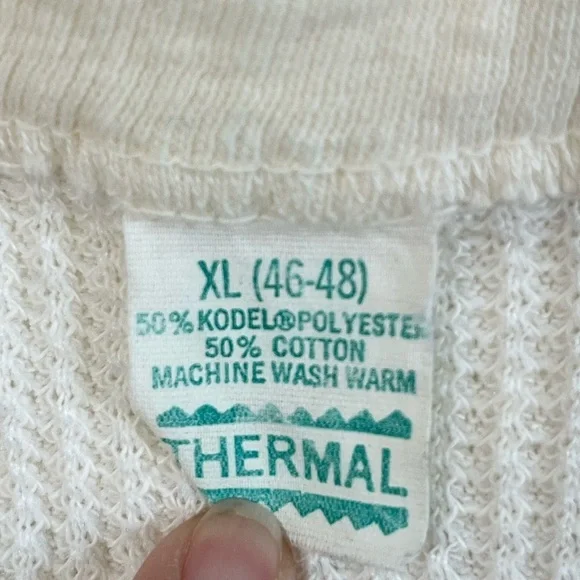 XL (46-48)
50% KODEL® POLYESTER
50% COTTON
MACHINE WASH WARM
THERMAL